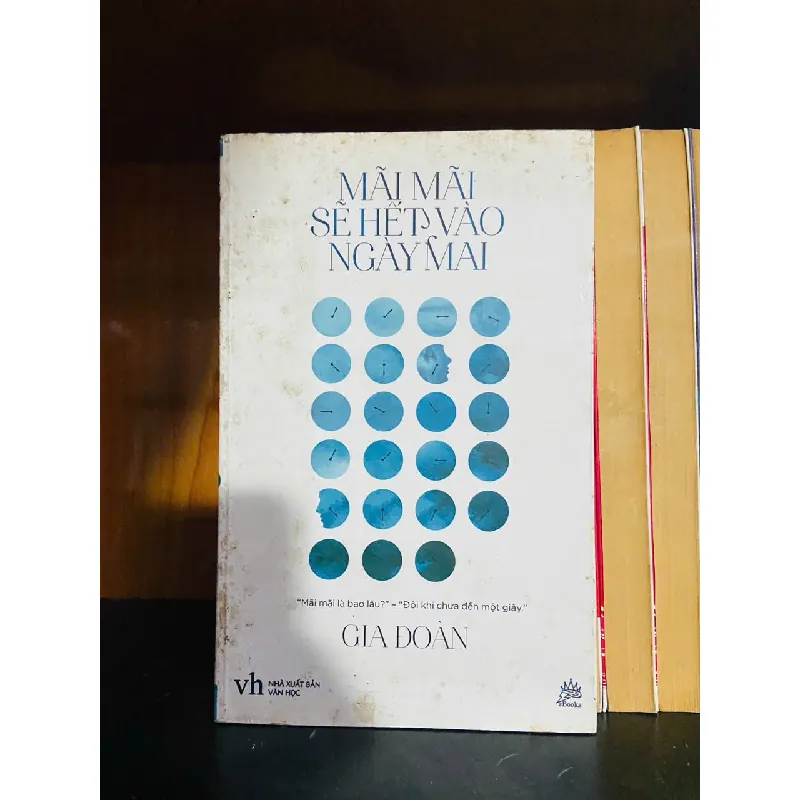 MÃI MÃI
SẼ HẾT VÀO
NGÀY MAI
"Mãi mãi là bao lâu?" – "Đôi khi chưa đến một giây."
GIA ĐOÀN
vh NHÀ XUẤT BẢN
VĂN HỌC